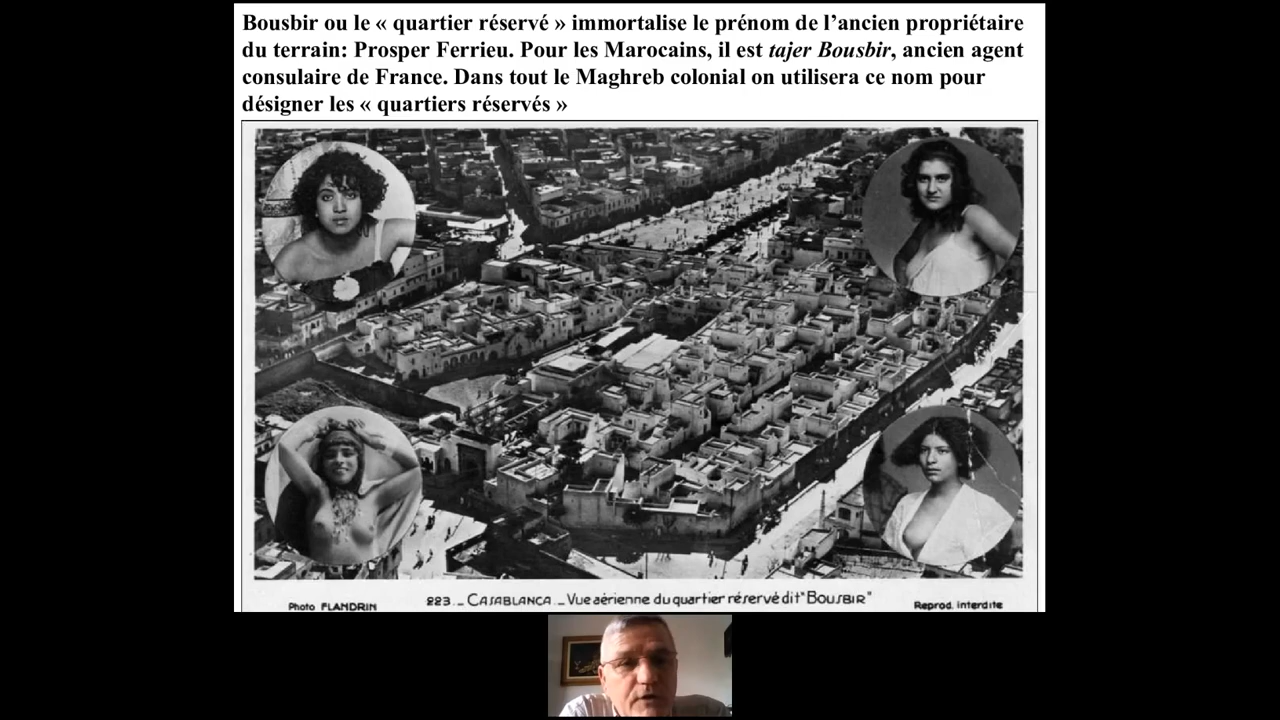 Bousbir ou le « quartier réservé » immortalise le prénom de l’ancien propriétaire
du terrain: Prosper Ferrieu. Pour les Marocains, il est tajer Bousbir, ancien agent
consulaire de France. Dans tout le Maghreb colonial on utilisera ce nom pour
désigner les « quartiers réservés »
Photo FLANDRIN
223._ CASABLANCA._Vue aérienne du quartier réservé dit "BOUSBIR"
Reprod. interdite